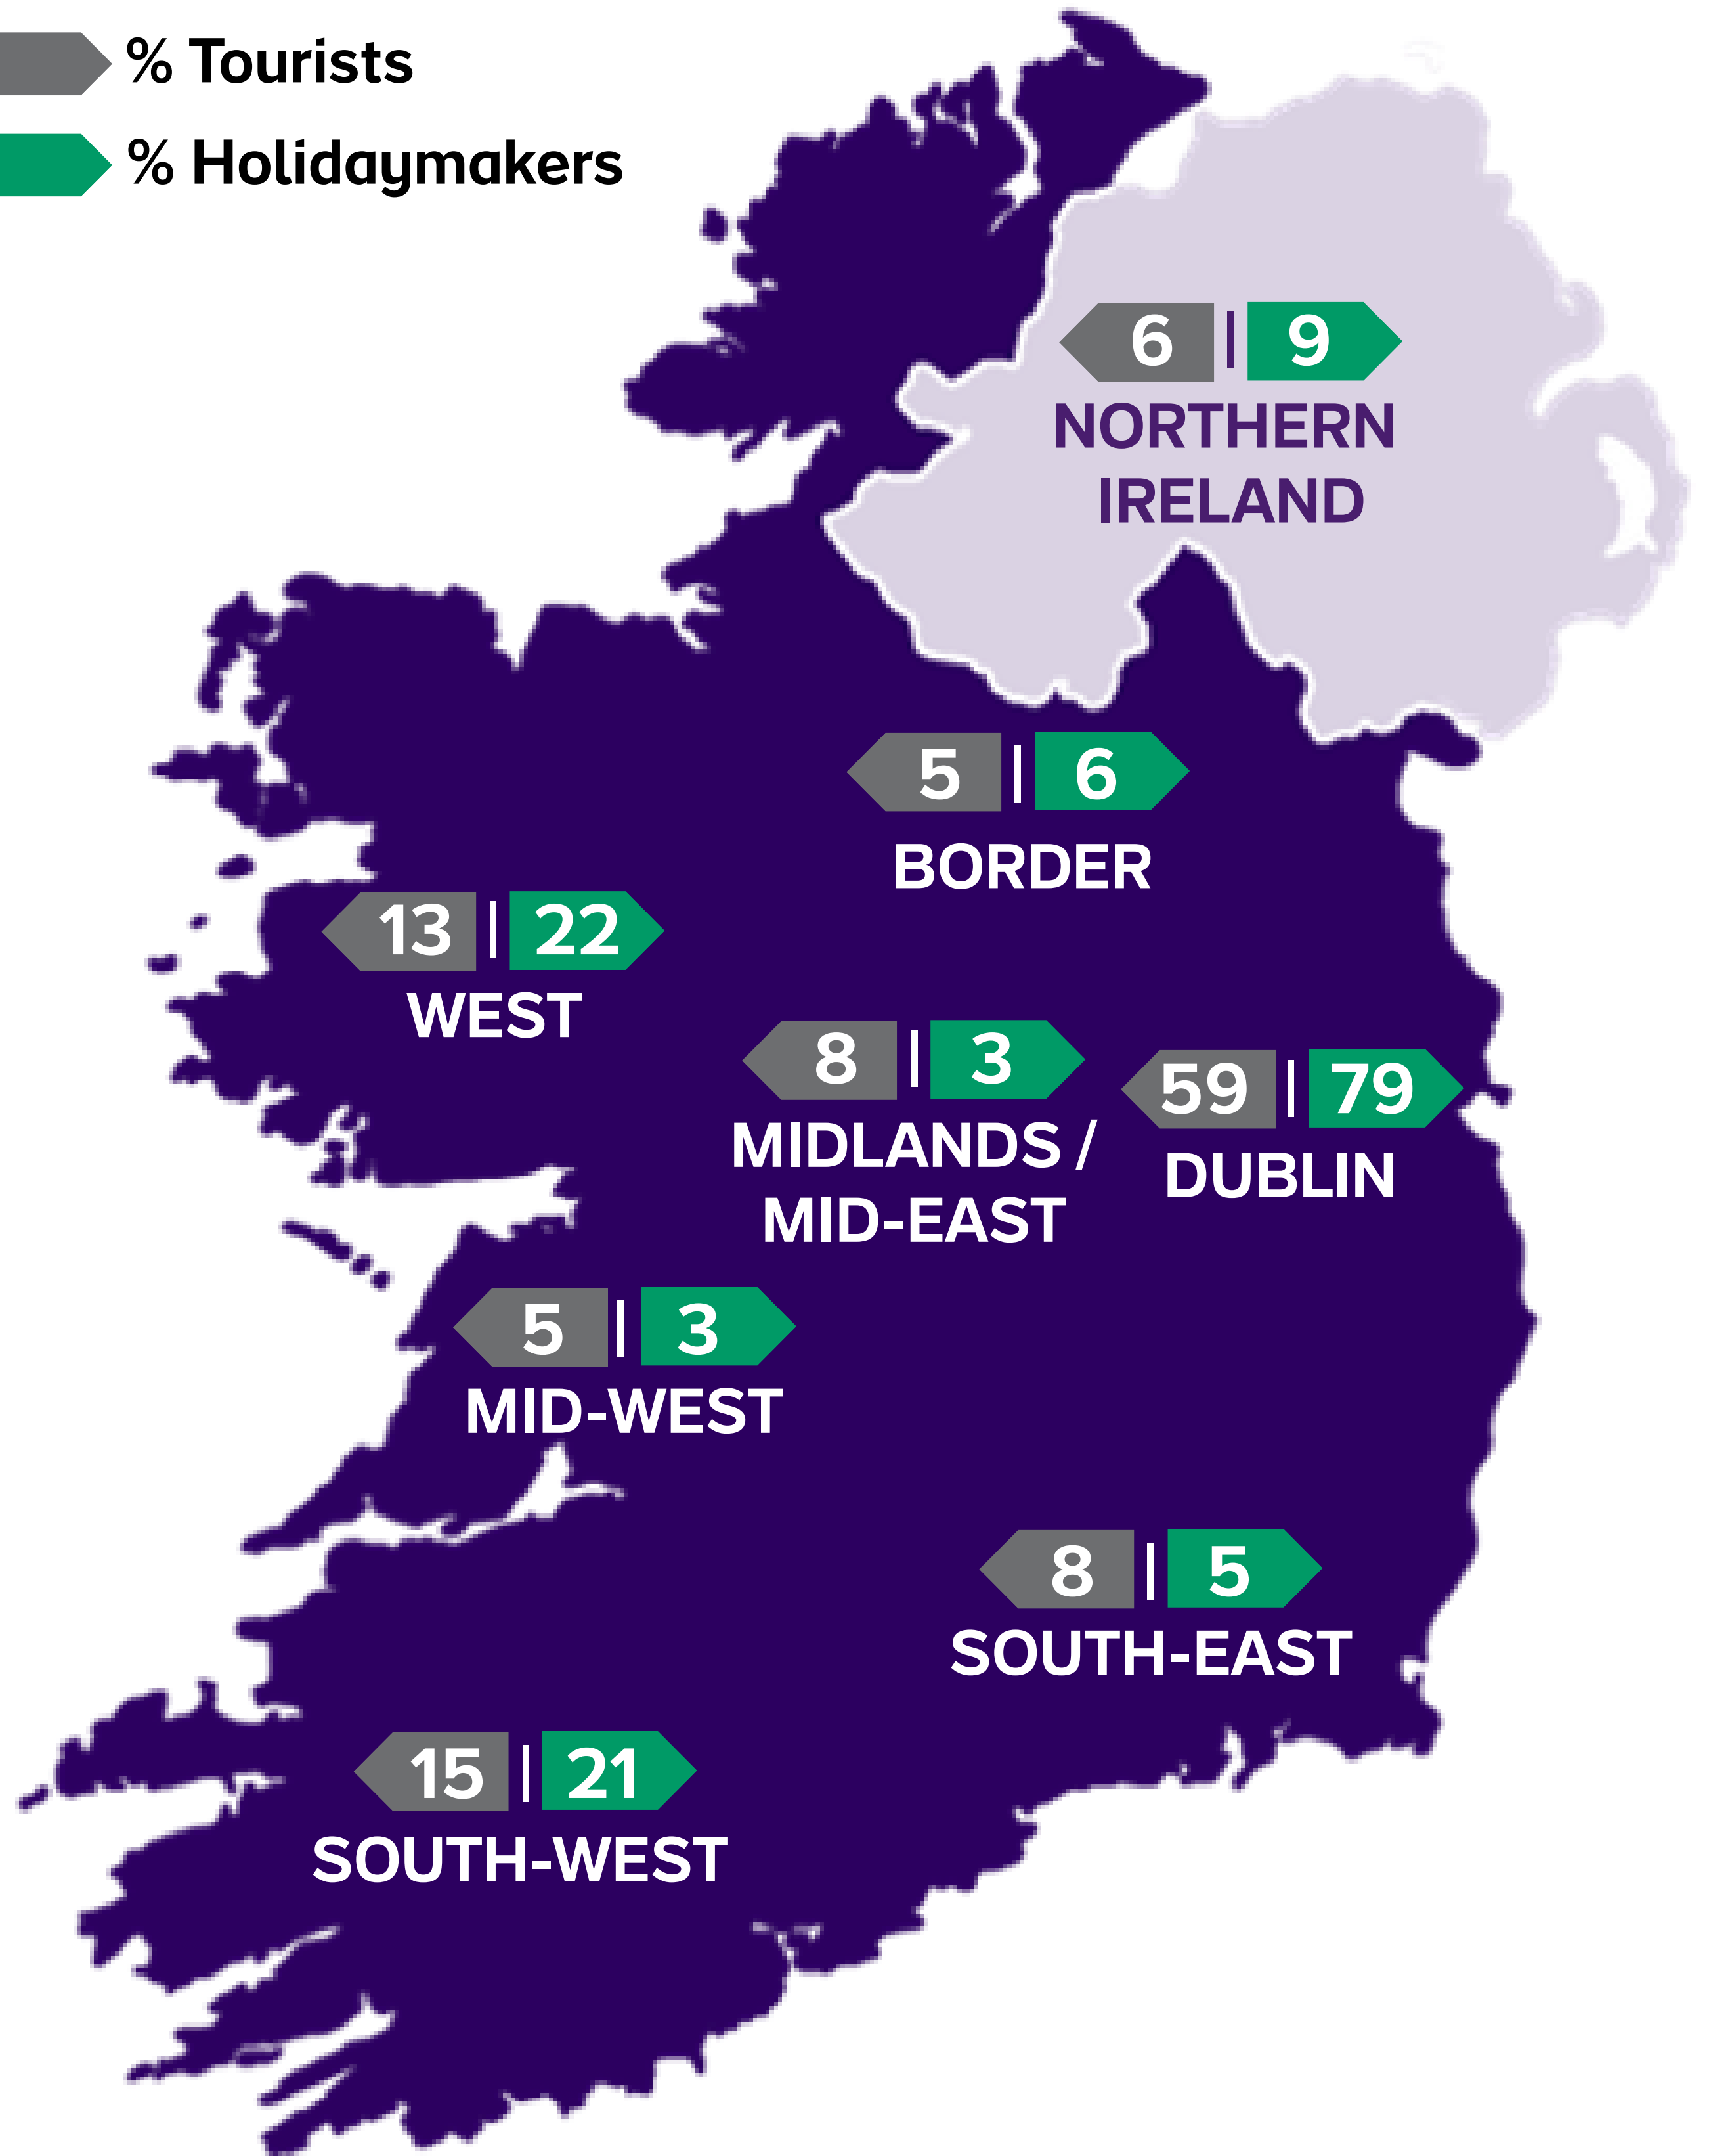 % Tourists
% Holidaymakers
6 | 9
NORTHERN
IRELAND
5 | 6
BORDER
13 | 22
WEST
8 | 3
MIDLANDS /
MID-EAST
59 | 79
DUBLIN
5 | 3
MID-WEST
8 | 5
SOUTH-EAST
15 | 21
SOUTH-WEST